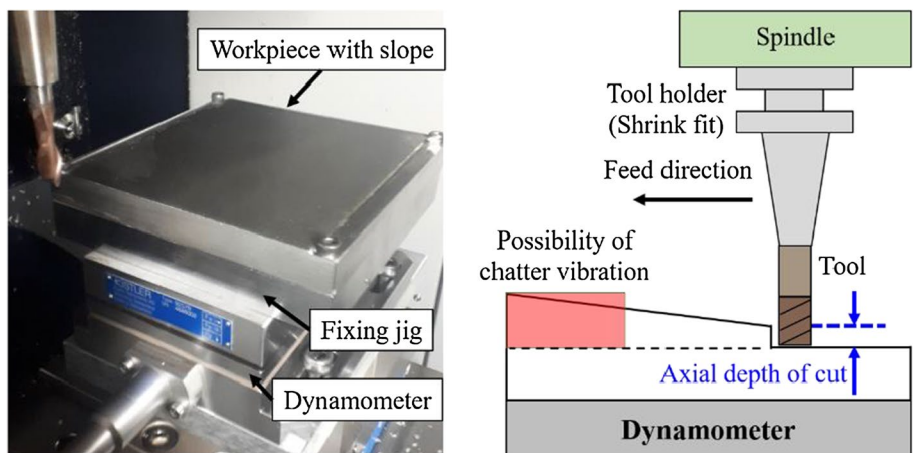 Workpiece with slope
KISTLER
Fixing jig
Dynamometer
Spindle
Tool holder
(Shrink fit)
Feed direction
Possibility of
chatter vibration
Tool
Axial depth of cut
Dynamometer